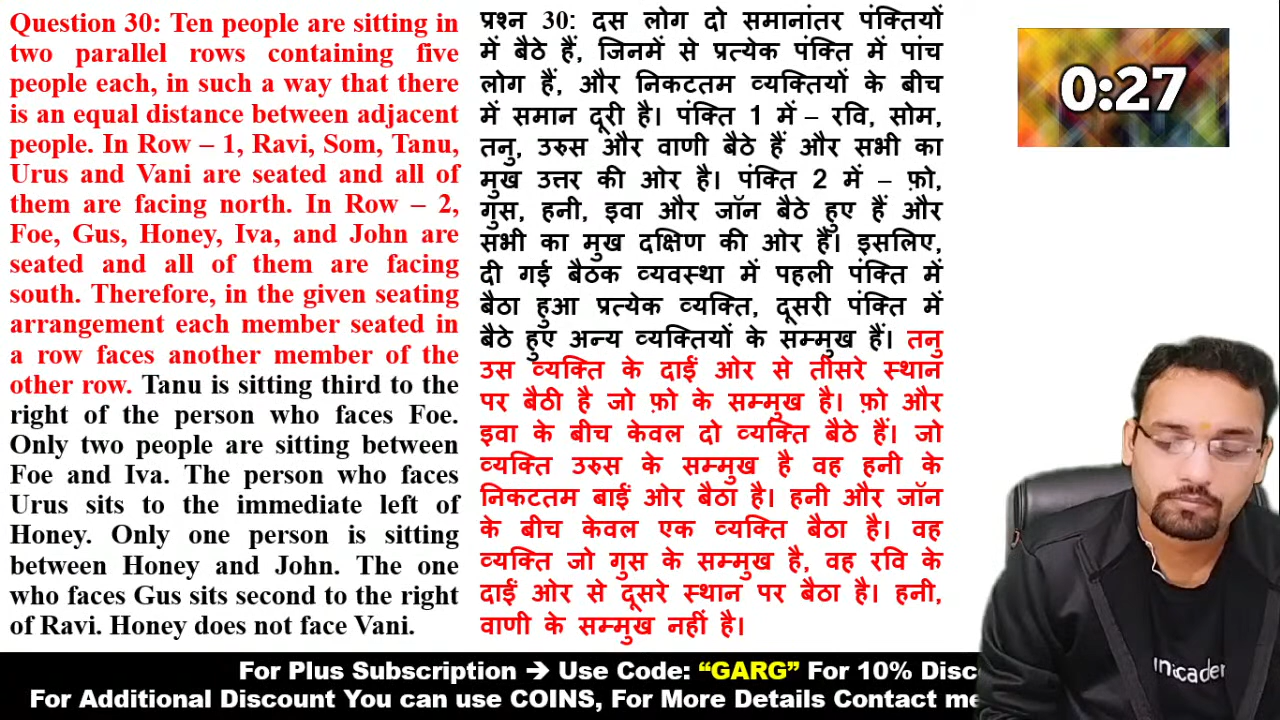 Question 30: Ten people are sitting in
two parallel rows containing five
people each, in such a way that there
is an equal distance between adjacent
people. In Row – 1, Ravi, Som, Tanu,
Urus and Vani are seated and all of
them are facing north. In Row – 2,
Foe, Gus, Honey, Iva, and John are
seated and all of them are facing
south. Therefore, in the given seating
arrangement each member seated in
a row faces another member of the
other row. Tanu is sitting third to the
right of the person who faces Foe.
Only two people are sitting between
Foe and Iva. The person who faces
Urus sits to the immediate left of
Honey. Only one person is sitting
between Honey and John. The one
who faces Gus sits second to the right
of Ravi. Honey does not face Vani.
प्रश्न 30: दस लोग दो समानांतर पंक्तियों
में बैठे हैं, जिनमें से प्रत्येक पंक्ति में पांच
लोग हैं, और निकटतम व्यक्तियों के बीच
में समान दूरी है। पंक्ति 1 में – रवि, सोम,
तनु, उरुस और वाणी बैठे हैं और सभी का
मुख उत्तर की ओर है। पंक्ति 2 में – फ़ो,
गुस, हनी, इवा और जॉन बैठे हुए हैं और
सभी का मुख दक्षिण की ओर है। इसलिए,
दी गई बैठक व्यवस्था में पहली पंक्ति में
बैठा हुआ प्रत्येक व्यक्ति, दूसरी पंक्ति में
बैठे हुए अन्य व्यक्तियों के सम्मुख हैं। तनु
उस व्यक्ति के दाईं ओर से तीसरे स्थान
पर बैठी है जो फ़ो के सम्मुख है। फ़ो और
इवा के बीच केवल दो व्यक्ति बैठे हैं। जो
व्यक्ति उरुस के सम्मुख है वह हनी के
निकटतम बाईं ओर बैठा है। हनी और जॉन
के बीच केवल एक व्यक्ति बैठा है। वह
व्यक्ति जो गुस के सम्मुख है, वह रवि के
दाईं ओर से दूसरे स्थान पर बैठा है। हनी,
वाणी के सम्मुख नहीं है।
0:27
unacader
For Plus Subscription → Use Code: “GARG” For 10% Disc
For Additional Discount You can use COINS, For More Details Contact me